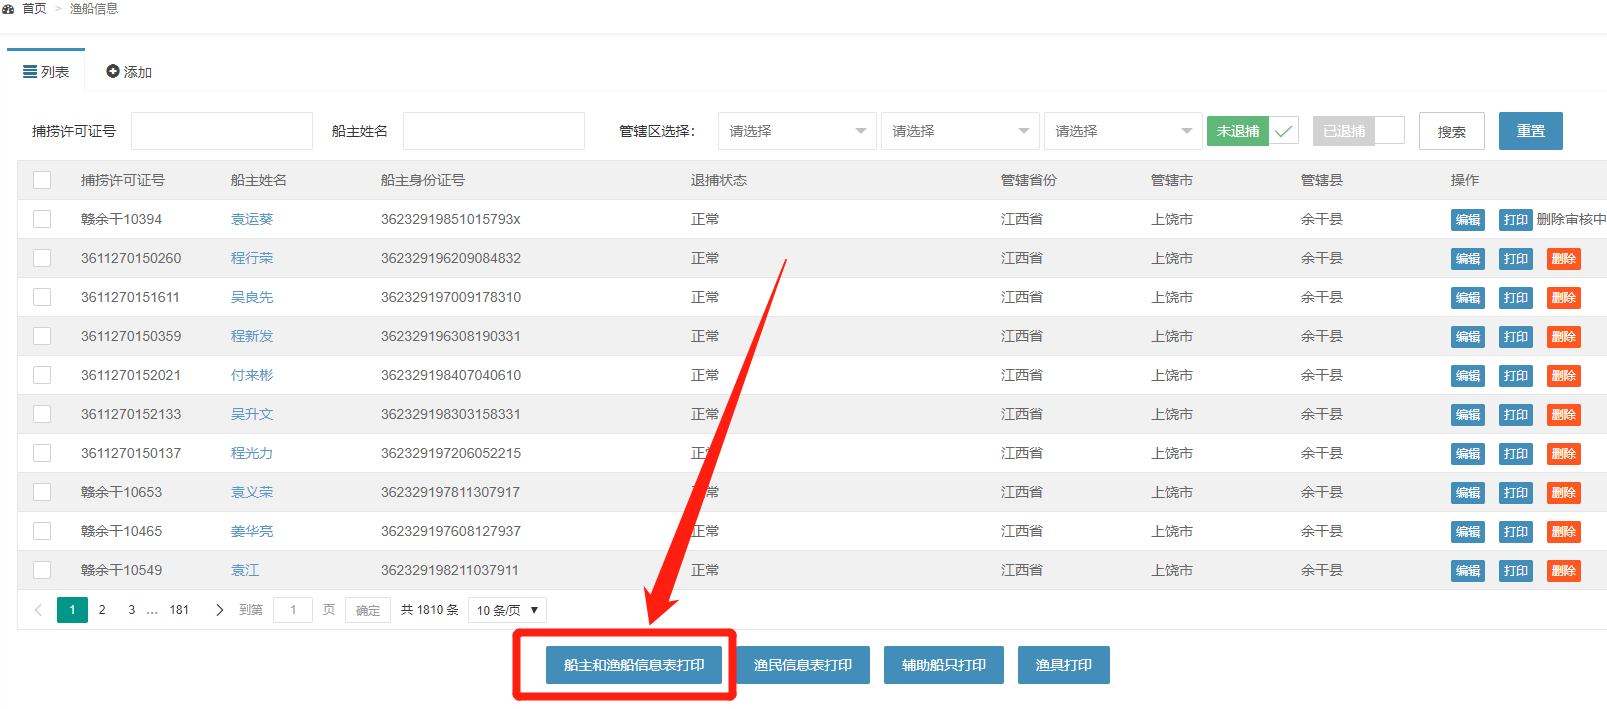 首页 > 渔船信息
列表 添加
捕捞许可证号 船主姓名 管辖区选择： 请选择 请选择 请选择 未退捕 已退捕 搜索 重置
捕捞许可证号 船主姓名 船主身份证号 退捕状态 管辖省份 管辖市 管辖县 操作
赣余干10394 袁运葵 36232919851015793x 正常 江西省 上饶市 余干县 编辑 打印 删除审核中
3611270150260 程行荣 362329196209084832 正常 江西省 上饶市 余干县 编辑 打印 删除
3611270151611 吴良先 362329197009178310 正常 江西省 上饶市 余干县 编辑 打印 删除
3611270150359 程新发 362329196308190331 正常 江西省 上饶市 余干县 编辑 打印 删除
3611270152021 付来彬 362329198407040610 正常 江西省 上饶市 余干县 编辑 打印 删除
3611270152133 吴升文 362329198303158331 正常 江西省 上饶市 余干县 编辑 打印 删除
3611270150137 程光力 362329197206052215 正常 江西省 上饶市 余干县 编辑 打印 删除
赣余干10653 袁义荣 362329197811307917 正常 江西省 上饶市 余干县 编辑 打印 删除
赣余干10465 姜华亮 362329197608127937 正常 江西省 上饶市 余干县 编辑 打印 删除
赣余干10549 袁江 362329198211037911 正常 江西省 上饶市 余干县 编辑 打印 删除
< 1 2 3 ... 181 > 到第 1 页 确定 共 1810 条 10 条/页
船主和渔船信息表打印 渔民信息表打印 辅助船只打印 渔具打印